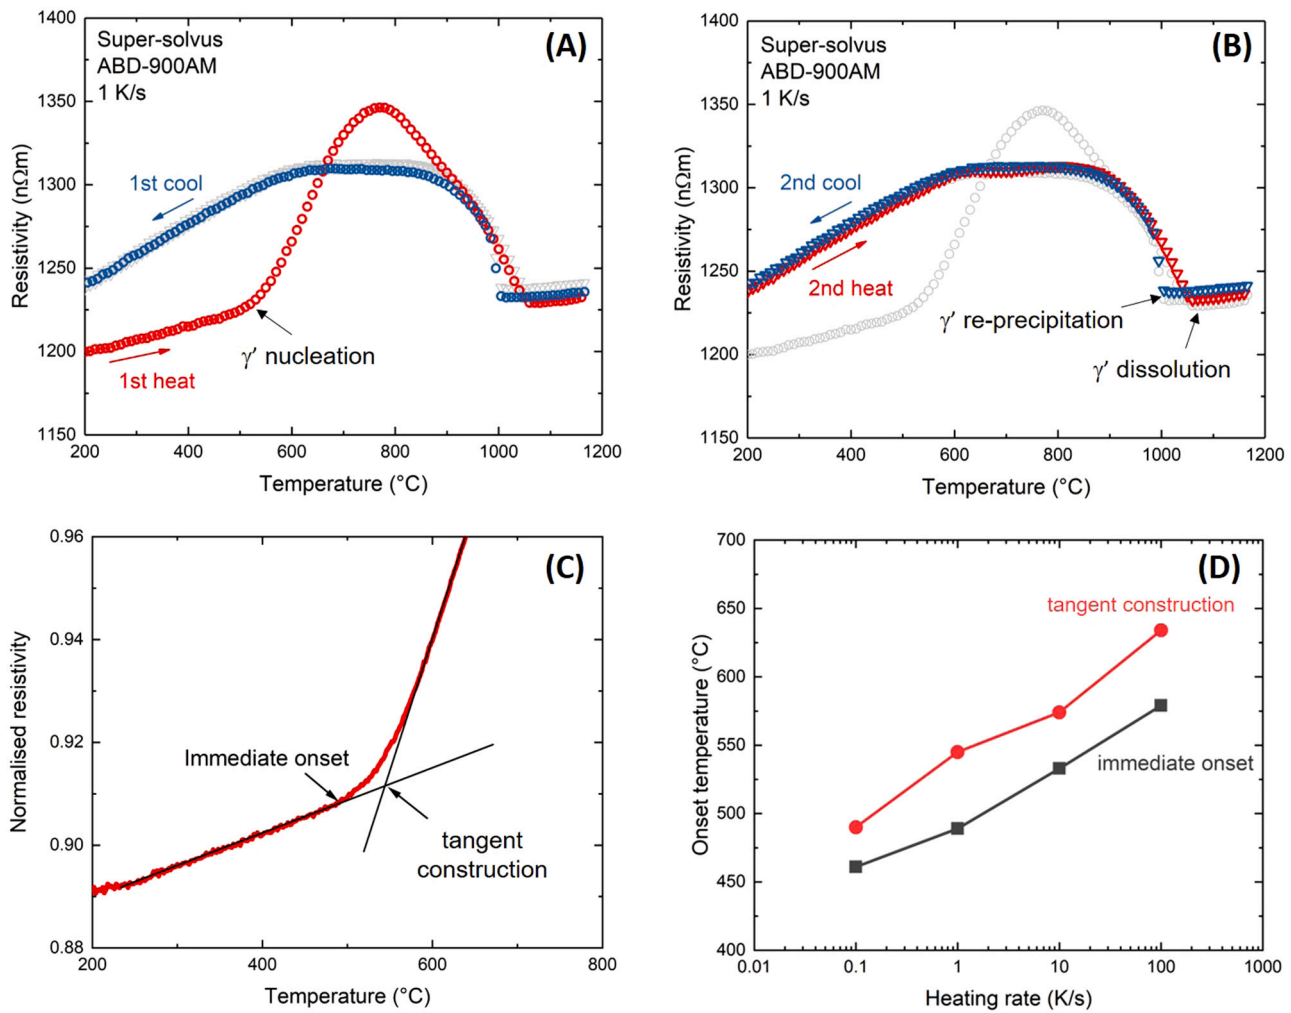 (A)
Super-solvus
ABD-900AM
1 K/s
1400
1350
1300
1250
1200
1150
Resistivity (nΩm)
1st cool
γ' nucleation
1st heat
200
400
600
800
1000
1200
Temperature (°C)
(B)
Super-solvus
ABD-900AM
1 K/s
1400
1350
1300
1250
1200
1150
Resistivity (nΩm)
2nd cool
2nd heat
γ' re-precipitation
γ' dissolution
200
400
600
800
1000
1200
Temperature (°C)
(C)
0.96
0.94
0.92
0.90
0.88
Normalised resistivity
Immediate onset
tangent
construction
200
400
600
800
Temperature (°C)
(D)
700
650
600
550
500
450
400
Onset temperature (°C)
tangent construction
immediate onset
0.01
0.1
1
10
100
1000
Heating rate (K/s)